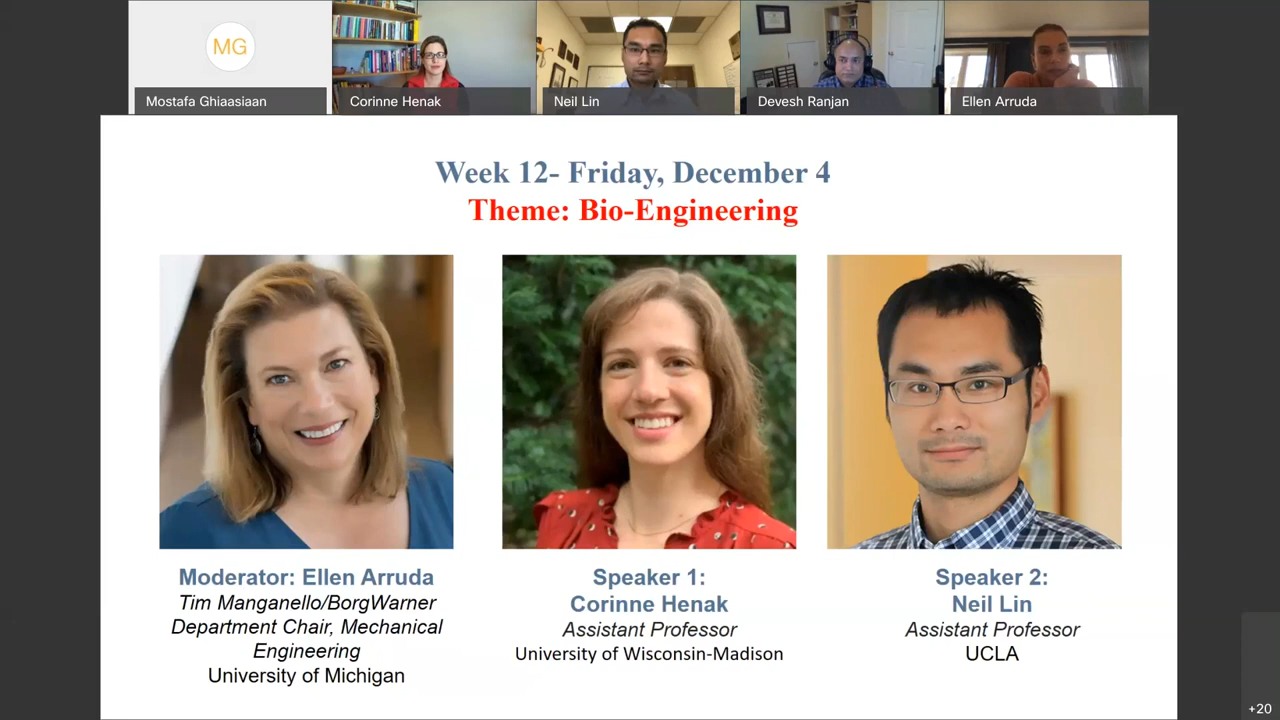 MG
Mostafa Ghiaasiaan
Corinne Henak
Neil Lin
Devesh Ranjan
Ellen Arruda
Week 12- Friday, December 4
Theme: Bio-Engineering
Moderator: Ellen Arruda
Tim Manganello/BorgWarner
Department Chair, Mechanical
Engineering
University of Michigan
Speaker 1:
Corinne Henak
Assistant Professor
University of Wisconsin-Madison
Speaker 2:
Neil Lin
Assistant Professor
UCLA
+20